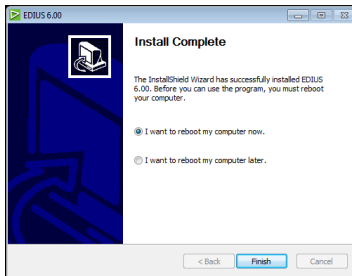 EDIUS 6.00
Install Complete
The InstallShield Wizard has successfully installed EDIUS
6.00. Before you can use the program, you must reboot
your computer.
I want to reboot my computer now.
I want to reboot my computer later.
< Back Finish Cancel